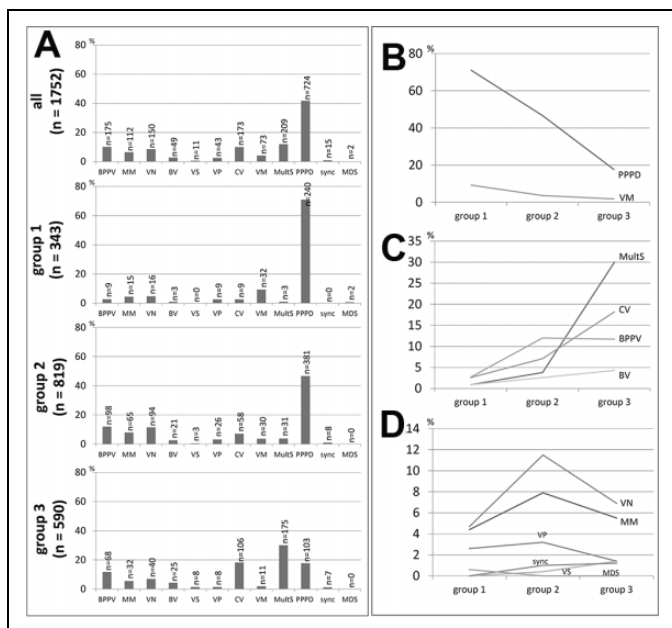 A
%
80
60
40
20
0
all
(n = 1752)
n=175
n=112
n=150
n=49
n=11
n=43
n=173
n=73
n=209
n=724
n=15
n=2
BPPV MM VN BV VS VP CV VM MultS PPPD sync MDS
80
60
40
20
0
group 1
(n = 343)
n=9
n=15
n=16
n=3
n=0
n=9
n=9
n=32
n=3
n=240
n=0
n=2
BPPV MM VN BV VS VP CV VM MultS PPPD sync MDS
%
80
60
40
20
0
group 2
(n = 819)
n=98
n=65
n=94
n=21
n=3
n=26
n=58
n=30
n=31
n=381
n=8
n=0
BPPV MM VN BV VS VP CV VM MultS PPPD sync MDS
%
80
60
40
20
0
group 3
(n = 590)
n=68
n=32
n=40
n=25
n=8
n=8
n=106
n=11
n=175
n=103
n=7
n=0
BPPV MM VN BV VS VP CV VM MultS PPPD sync MDS
B
%
80
60
40
20
0
PPPD
VM
group 1 group 2 group 3
C
%
35
30
25
20
15
10
5
0
MultS
CV
BPPV
BV
group 1 group 2 group 3
D
%
14
12
10
8
6
4
2
0
VN
MM
VP
sync
VS
MDS
group 1 group 2 group 3